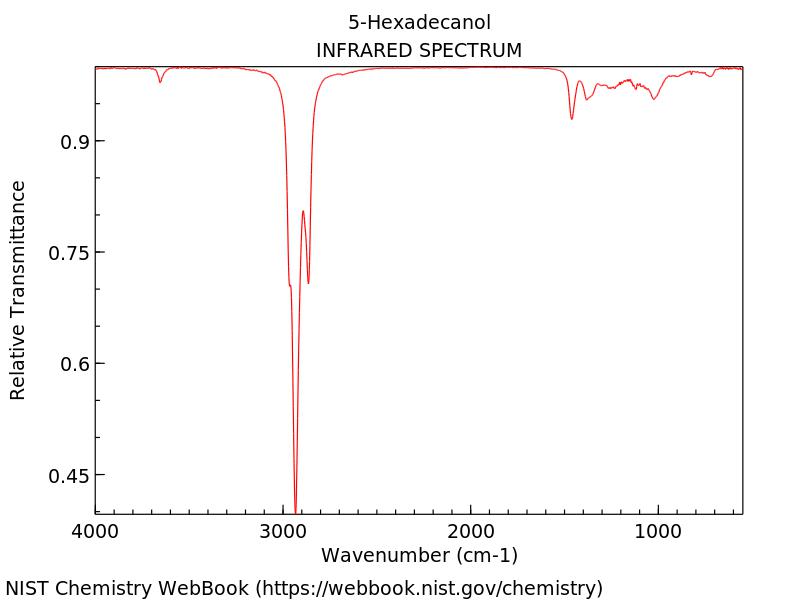 5-Hexadecanol
INFRARED SPECTRUM
0.9
0.75
0.6
0.45
Relative Transmittance
4000 3000 2000 1000
Wavenumber (cm-1)
NIST Chemistry WebBook (https://webbook.nist.gov/chemistry)